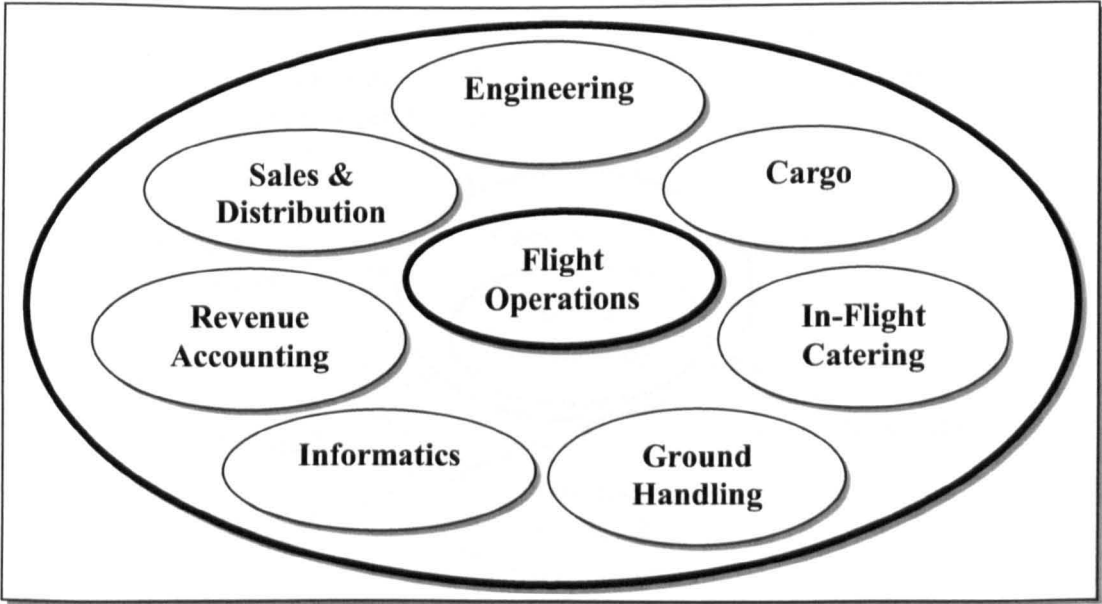 Engineering
Sales &
Distribution
Cargo
Flight
Operations
Revenue
Accounting
In-Flight
Catering
Informatics
Ground
Handling